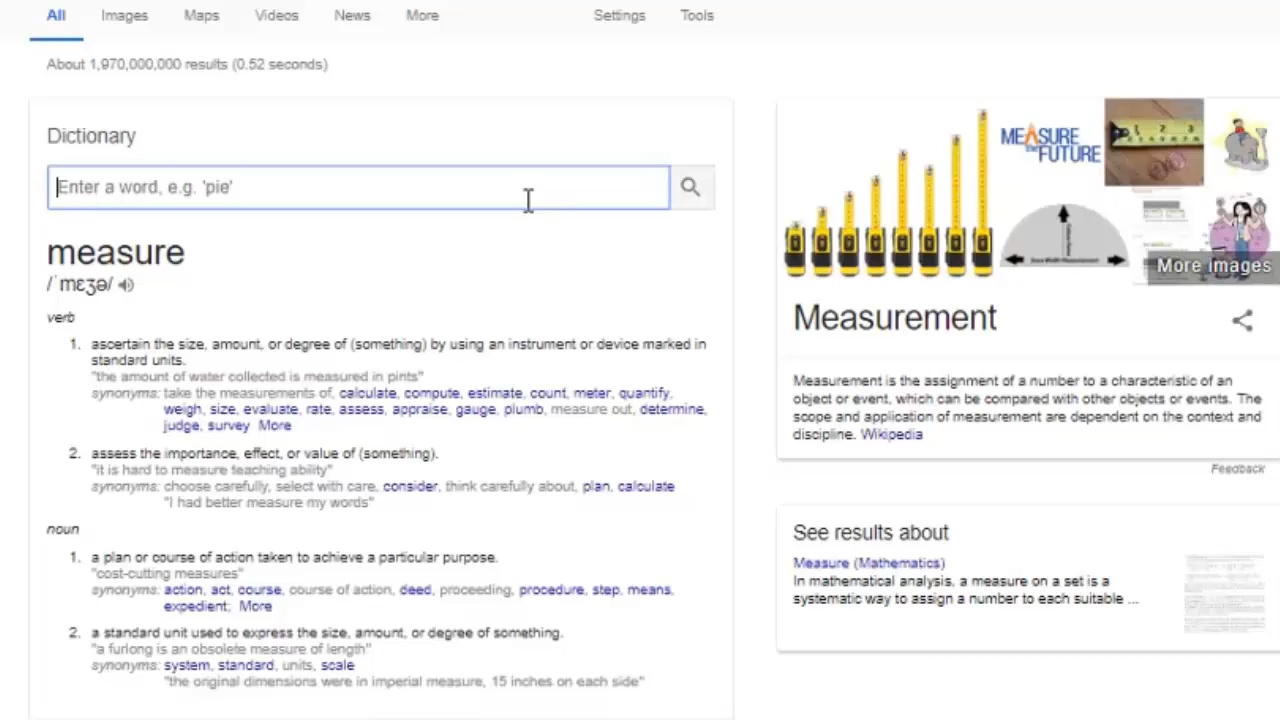 All Images Maps Videos News More Settings Tools
About 1,970,000,000 results (0.52 seconds)
Dictionary
Enter a word, e.g. 'pie'
measure
/ˈmɛʒə/
verb
1. ascertain the size, amount, or degree of (something) by using an instrument or device marked in
standard units.
"the amount of water collected is measured in pints"
synonyms: take the measurements of, calculate, compute, estimate, count, meter, quantify,
weigh, size, evaluate, rate, assess, appraise, gauge, plumb, measure out, determine,
judge, survey More
2. assess the importance, effect, or value of (something).
"it is hard to measure teaching ability"
synonyms: choose carefully, select with care, consider, think carefully about, plan, calculate
"I had better measure my words"
noun
1. a plan or course of action taken to achieve a particular purpose.
"cost-cutting measures"
synonyms: action, act, course, course of action, deed, proceeding, procedure, step, means,
expedient; More
2. a standard unit used to express the size, amount, or degree of something.
"a furlong is an obsolete measure of length"
synonyms: system, standard, units, scale
"the original dimensions were in imperial measure, 15 inches on each side"
MEASURE
FUTURE
1 2 3
More images
Measurement
Measurement is the assignment of a number to a characteristic of an
object or event, which can be compared with other objects or events. The
scope and application of measurement are dependent on the context and
discipline. Wikipedia
Feedback
See results about
Measure (Mathematics)
In mathematical analysis, a measure on a set is a
systematic way to assign a number to each suitable ...